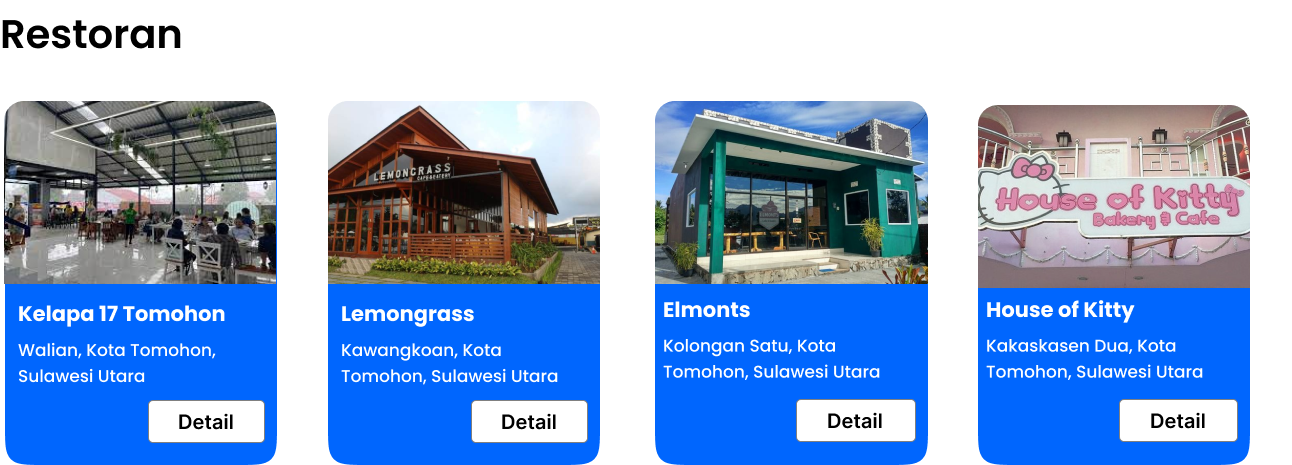 Restoran
LEMONGRASS
CAFE & EATERY
House of Kitty
Bakery & Cafe
Kelapa 17 Tomohon
Walian, Kota Tomohon,
Sulawesi Utara
Detail
Lemongrass
Kawangkoan, Kota
Tomohon, Sulawesi Utara
Detail
Elmonts
Kolongan Satu, Kota
Tomohon, Sulawesi Utara
Detail
House of Kitty
Kakaskasen Dua, Kota
Tomohon, Sulawesi Utara
Detail